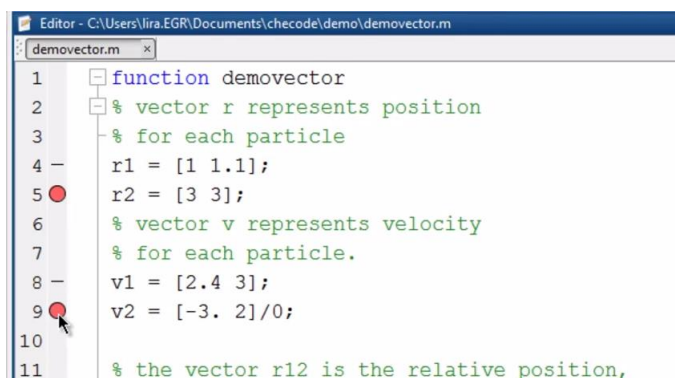 Editor - C:\Users\lira.EGR\Documents\checode\demo\demovector.m
demovector.m ×
1 function demovector
2 % vector r represents position
3 % for each particle
4 – r1 = [1 1.1];
5 r2 = [3 3];
6 % vector v represents velocity
7 % for each particle.
8 – v1 = [2.4 3];
9 v2 = [-3. 2]/0;
10
11 % the vector r12 is the relative position,